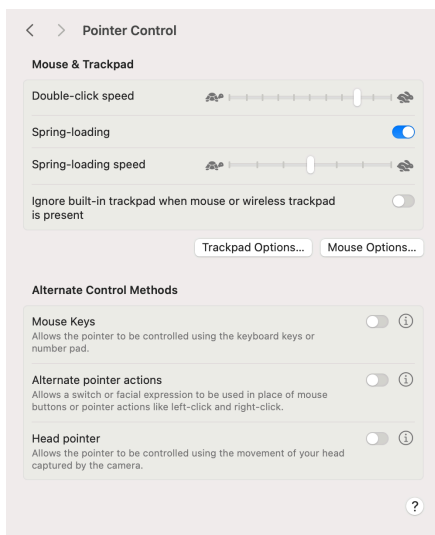 Pointer Control
Mouse & Trackpad
Double-click speed
Spring-loading
Spring-loading speed
Ignore built-in trackpad when mouse or wireless trackpad
is present
Trackpad Options... Mouse Options...
Alternate Control Methods
Mouse Keys
Allows the pointer to be controlled using the keyboard keys or
number pad.
Alternate pointer actions
Allows a switch or facial expression to be used in place of mouse
buttons or pointer actions like left-click and right-click.
Head pointer
Allows the pointer to be controlled using the movement of your head
captured by the camera.
?